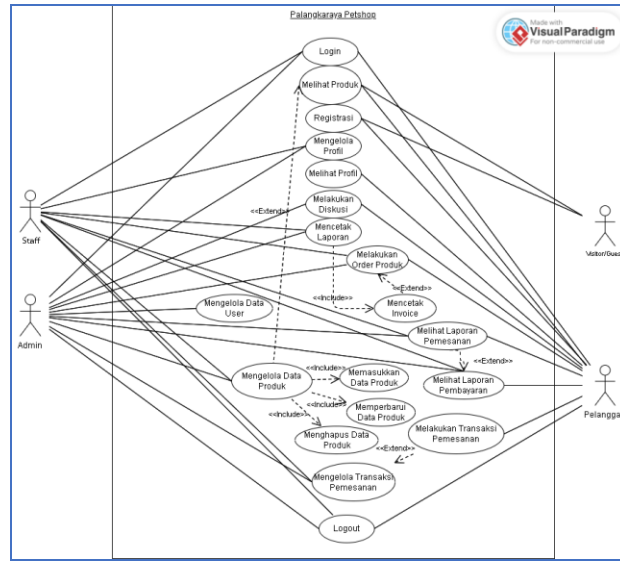 Palangkaraya Petshop
Made with
Visual Paradigm
For non-commercial use
Login
Melihat Produk
Registrasi
Mengelola
Profil
Melihat Profil
<<Extend>>
Melakukan
Diskusi
Mencetak
Laporan
Staff
Visitor/Gues
Melakukan
Order Produk
<<Extend>>
Mengelola Data
User
<<Include>>
Mencetak
Invoice
Admin
Melihat Laporan
Pemesanan
<<Extend>>
Mengelola Data
Produk
<<Include>>
Memasukkan
Data Produk
Melihat Laporan
Pembayaran
Pelangga
<<Include>>
Memperbarui
Data Produk
<<Include>>
Menghapus Data
Produk
Melakukan Transaksi
Pemesanan
<<Extend>>
Mengelola Transaksi
Pemesanan
Logout